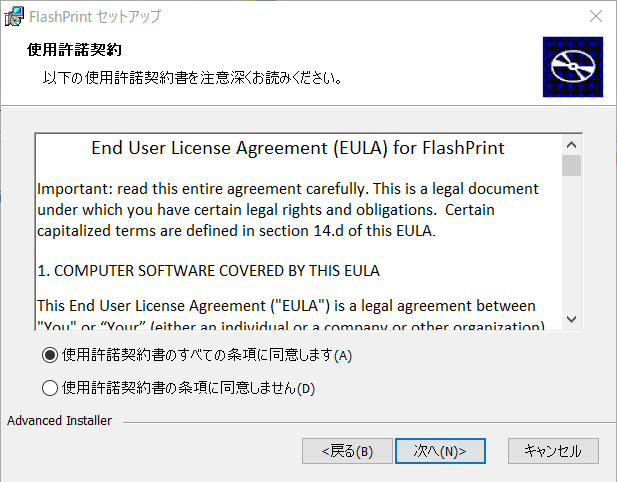 FlashPrint セットアップ
使用許諾契約
以下の使用許諾契約書を注意深くお読みください。
End User License Agreement (EULA) for FlashPrint
Important: read this entire agreement carefully. This is a legal document
under which you have certain legal rights and obligations.  Certain
capitalized terms are defined in section 14.d of this EULA.
1. COMPUTER SOFTWARE COVERED BY THIS EULA
This End User License Agreement ("EULA") is a legal agreement between
"You" or “Your” (either an individual or a company or other organization)
使用許諾契約書のすべての条項に同意します(A)
使用許諾契約書の条項に同意しません(D)
Advanced Installer
<戻る(B)
次へ(N)>
キャンセル